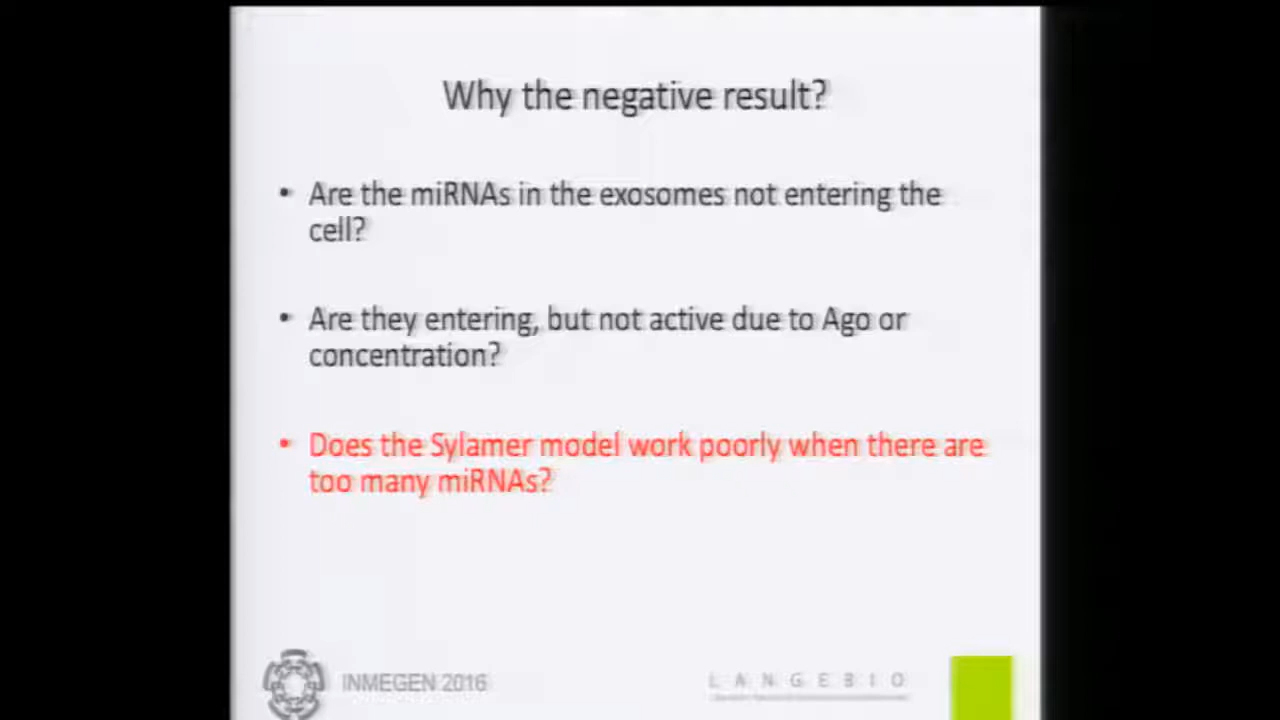 Why the negative result?
• Are the miRNAs in the exosomes not entering the
cell?
• Are they entering, but not active due to Ago or
concentration?
• Does the Sylamer model work poorly when there are
too many miRNAs?
INMEGEN 2016
LANGEBIO